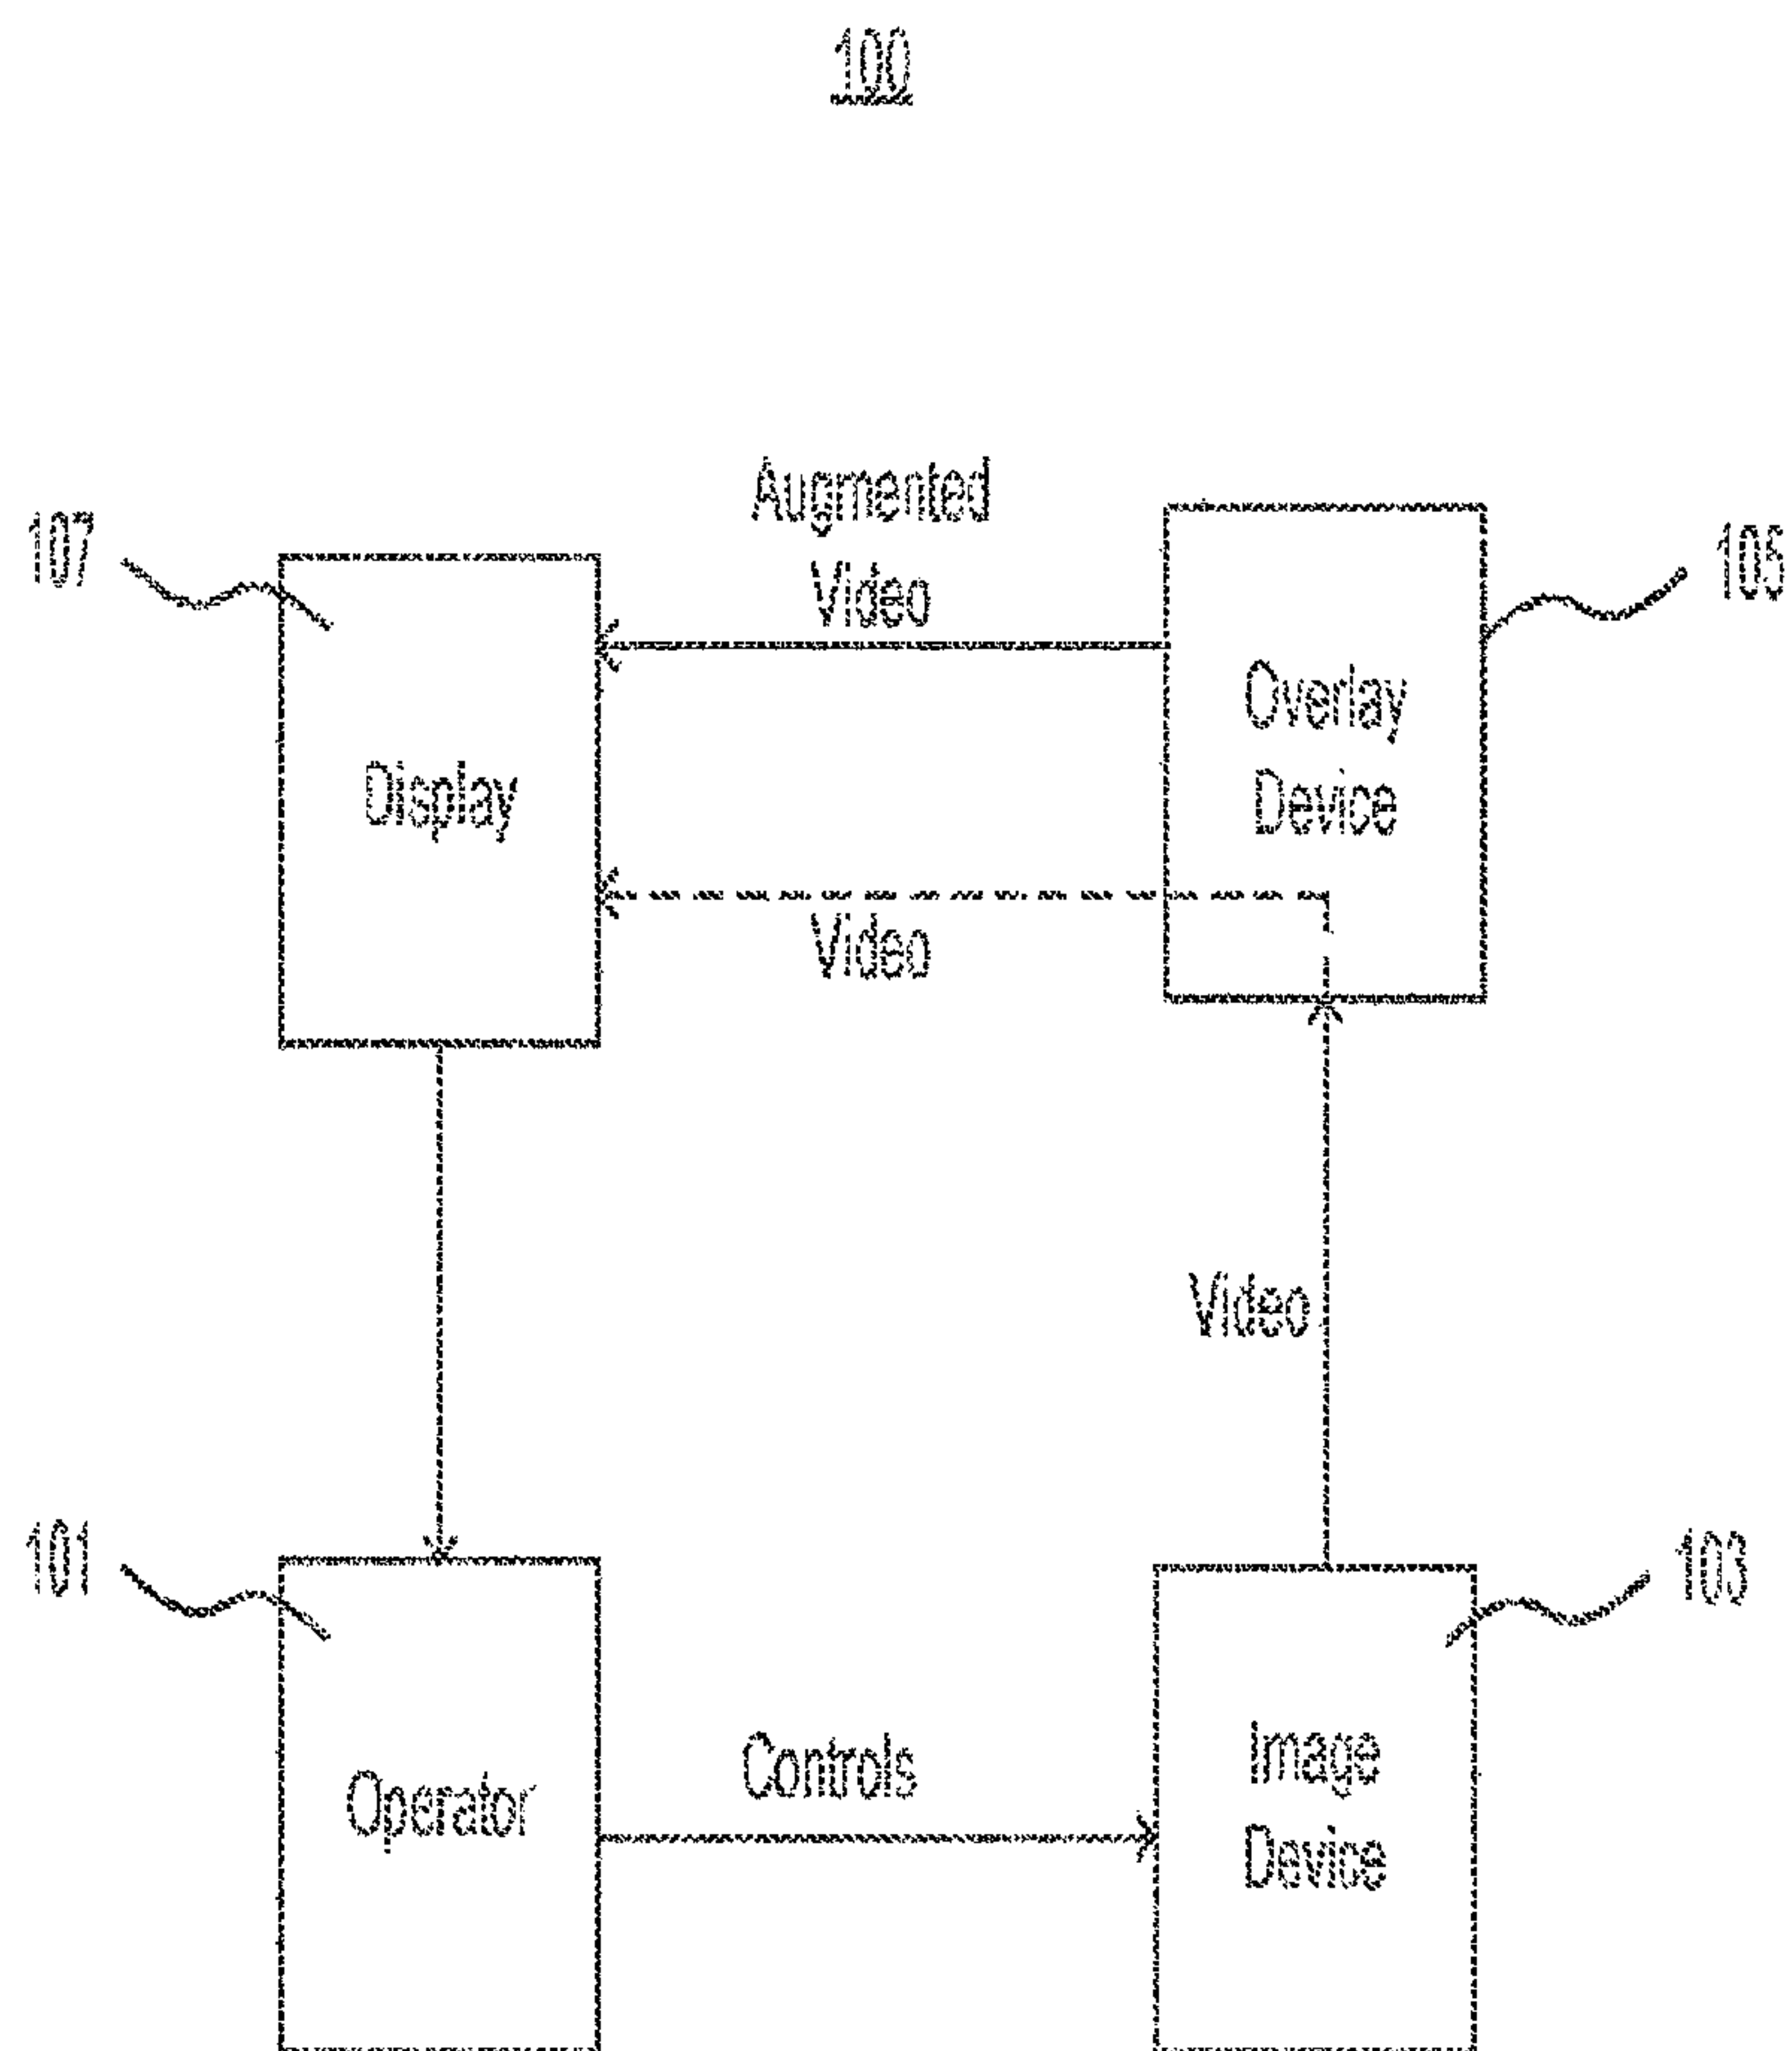 100
Augmented
Video
107
105
Overlay
Device
Display
Video
Video
101
103
Image
Device
Controls
Operator